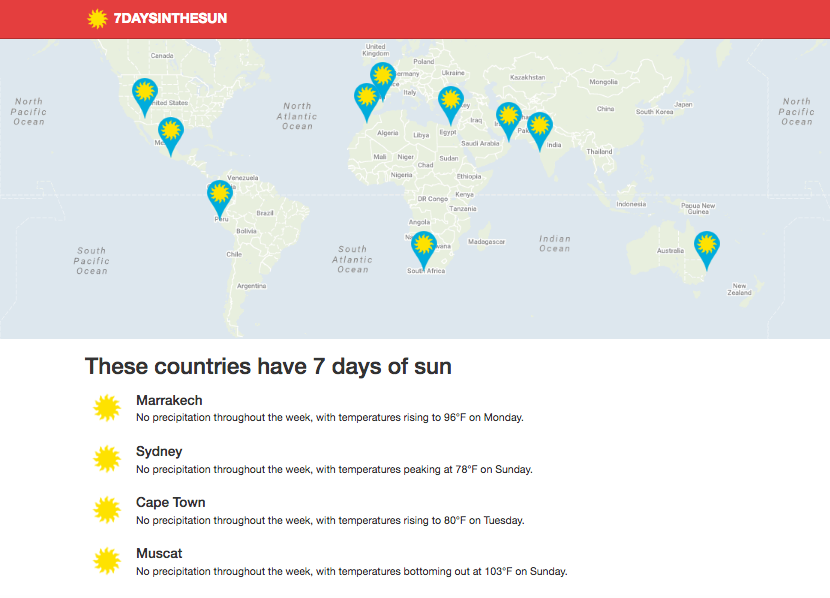 7DAYSINTHESUN
Canada
United
Kingdom
Poland
Ukraine
Kazakhstan
Mongolia
Italy
North
Pacific
Ocean
North
Atlantic
Ocean
North
Pacific
Ocean
China
Japan
South Korea
Algeria
Libya
Egypt
Iraq
Saudi Arabia
India
Thailand
Mali
Niger
Chad
Sudan
Nigeria
Ethiopia
Venezuela
DR Congo
Kenya
Tanzania
Indonesia
Papua New
Guinea
Peru
Brazil
Bolivia
Angola
Madagascar
Chile
Argentina
South Africa
Australia
New
Zealand
South
Pacific
Ocean
South
Atlantic
Ocean
Indian
Ocean
These countries have 7 days of sun
Marrakech
No precipitation throughout the week, with temperatures rising to 96°F on Monday.
Sydney
No precipitation throughout the week, with temperatures peaking at 78°F on Sunday.
Cape Town
No precipitation throughout the week, with temperatures rising to 80°F on Tuesday.
Muscat
No precipitation throughout the week, with temperatures bottoming out at 103°F on Sunday.